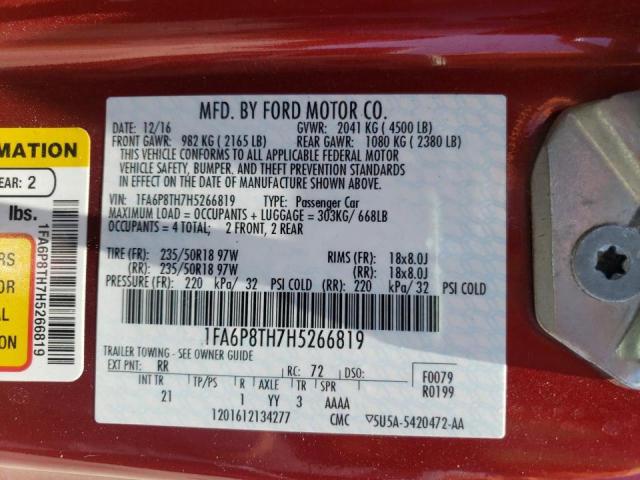 MFD. BY FORD MOTOR CO.
DATE: 12/16 GVWR: 2041 KG ( 4500 LB)
FRONT GAWR: 982 KG ( 2165 LB) REAR GAWR: 1080 KG ( 2380 LB)
THIS VEHICLE CONFORMS TO ALL APPLICABLE FEDERAL MOTOR
VEHICLE SAFETY, BUMPER, AND THEFT PREVENTION STANDARDS
IN EFFECT ON THE DATE OF MANUFACTURE SHOWN ABOVE.
VIN: 1FA6P8TH7H5266819 TYPE: Passenger Car
MAXIMUM LOAD = OCCUPANTS + LUGGAGE = 303KG/ 668LB
OCCUPANTS = 4 TOTAL; 2 FRONT, 2 REAR
TIRE (FR): 235/50R18 97W RIMS (FR): 18x8.0J
(RR): 235/50R18 97W (RR): 18x8.0J
PRESSURE (FR): 220 kPa/ 32 PSI COLD (RR): 220 kPa/ 32 PSI COLD
1FA6P8TH7H5266819
TRAILER TOWING - SEE OWNER GUIDE
EXT PNT: RR RC: 72 DSO: F0079
INT TR TP/PS R AXLE TR SPR R0199
21 1 YY 3 AAAA
1201612134277 CMC 5U5A-5420472-AA
RMATION
EAR: 2
lbs.
RS
OR
AL
ION
1FA6P8TH7H5266819